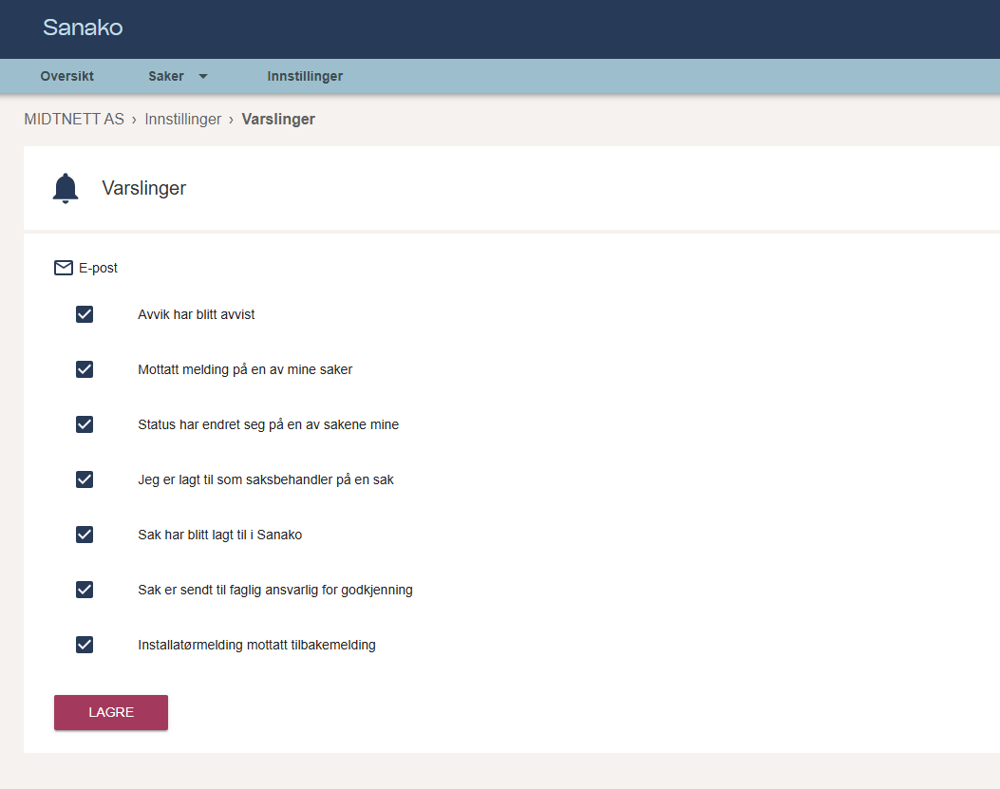 Sanako
Oversikt Saker Innstillinger
MIDTNETT AS › Innstillinger › Varslinger
Varslinger
E-post
Avvik har blitt avvist
Mottatt melding på en av mine saker
Status har endret seg på en av sakene mine
Jeg er lagt til som saksbehandler på en sak
Sak har blitt lagt til i Sanako
Sak er sendt til faglig ansvarlig for godkjenning
Installatørmelding mottatt tilbakemelding
LAGRE